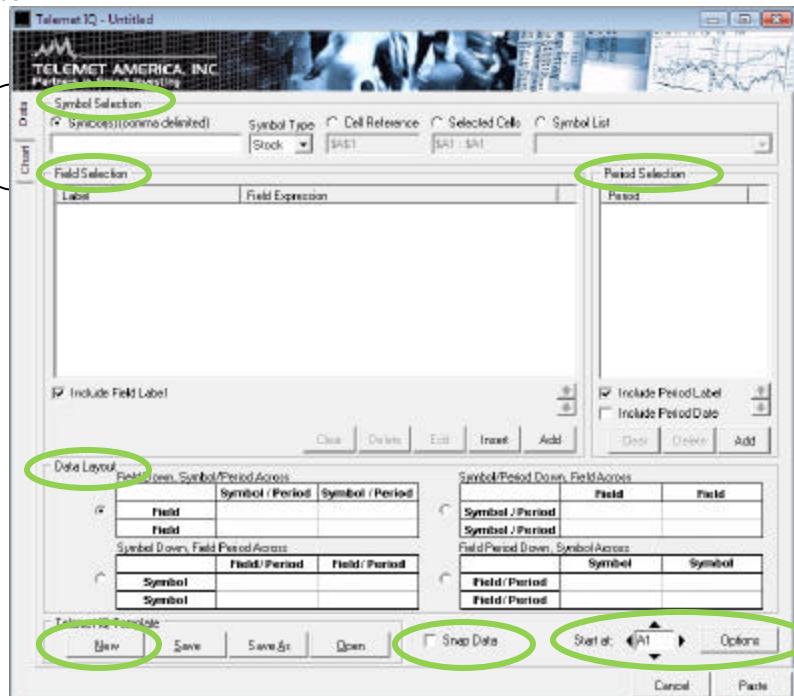 Telemet IQ - Untitled
TELEMET AMERICA, INC
Data
Chart
Symbol Selection
Symbol(s) (comma delimited)
Symbol Type
Cell Reference
Selected Cells
Symbol List
Stock
$A$1
$A1 : $A1
Field Selection
Period Selection
Label
Field Expression
Period
Include Field Label
Include Period Label
Include Period Date
Clear
Delete
Edit
Insert
Add
Clear
Delete
Add
Data Layout
Field Down, Symbol/Period Across
Symbol/Period Down, Field Across
Symbol / Period
Symbol / Period
Field
Field
Field
Symbol / Period
Field
Symbol / Period
Symbol Down, Field Period Across
Field Period Down, Symbol Across
Field/ Period
Field/ Period
Symbol
Symbol
Symbol
Field/ Period
Symbol
Field/ Period
Telemet IQ Template
New
Save
Save As
Open
Snap Data
Start at:
A1
Options
Cancel
Paste